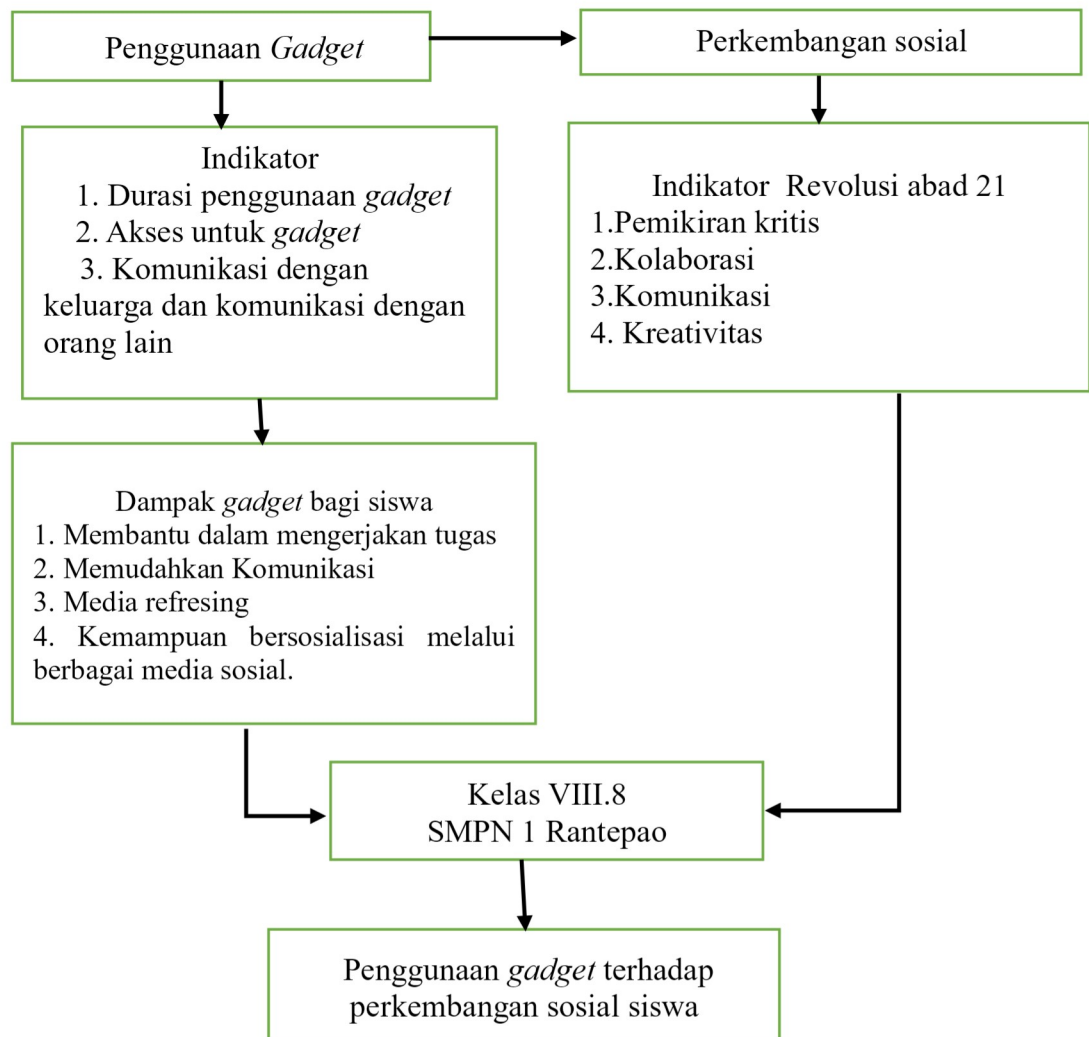 Penggunaan Gadget
Perkembangan sosial
Indikator
1. Durasi penggunaan gadget
2. Akses untuk gadget
3. Komunikasi dengan
keluarga dan komunikasi dengan
orang lain
Indikator Revolusi abad 21
1.Pemikiran kritis
2.Kolaborasi
3.Komunikasi
4. Kreativitas
Dampak gadget bagi siswa
1. Membantu dalam mengerjakan tugas
2. Memudahkan Komunikasi
3. Media refresing
4. Kemampuan bersosialisasi melalui
berbagai media sosial.
Kelas VIII.8
SMPN 1 Rantepao
Penggunaan gadget terhadap
perkembangan sosial siswa